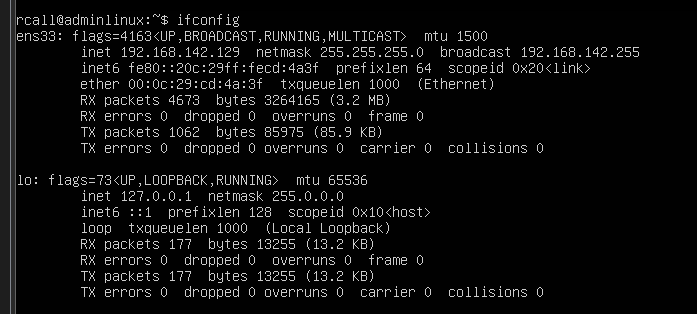 rcall@adminlinux:~$ ifconfig
ens33: flags=4163<UP,BROADCAST,RUNNING,MULTICAST>  mtu 1500
        inet 192.168.142.129  netmask 255.255.255.0  broadcast 192.168.142.255
        inet6 fe80::20c:29ff:fecd:4a3f  prefixlen 64  scopeid 0x20<link>
        ether 00:0c:29:cd:4a:3f  txqueuelen 1000  (Ethernet)
        RX packets 4673  bytes 3264165 (3.2 MB)
        RX errors 0  dropped 0  overruns 0  frame 0
        TX packets 1062  bytes 85975 (85.9 KB)
        TX errors 0  dropped 0 overruns 0  carrier 0  collisions 0

lo: flags=73<UP,LOOPBACK,RUNNING>  mtu 65536
        inet 127.0.0.1  netmask 255.0.0.0
        inet6 ::1  prefixlen 128  scopeid 0x10<host>
        loop  txqueuelen 1000  (Local Loopback)
        RX packets 177  bytes 13255 (13.2 KB)
        RX errors 0  dropped 0  overruns 0  frame 0
        TX packets 177  bytes 13255 (13.2 KB)
        TX errors 0  dropped 0 overruns 0  carrier 0  collisions 0